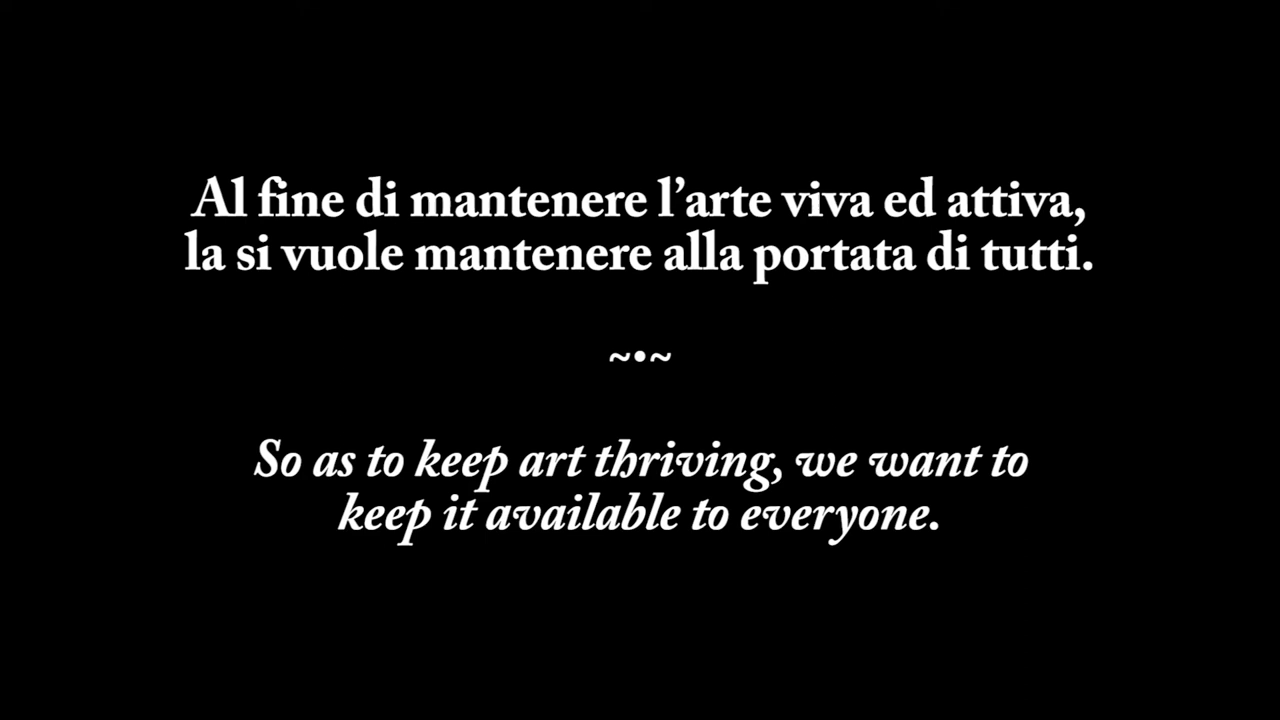 Al fine di mantenere l’arte viva ed attiva,
la si vuole mantenere alla portata di tutti.
~•~
So as to keep art thriving, we want to
keep it available to everyone.